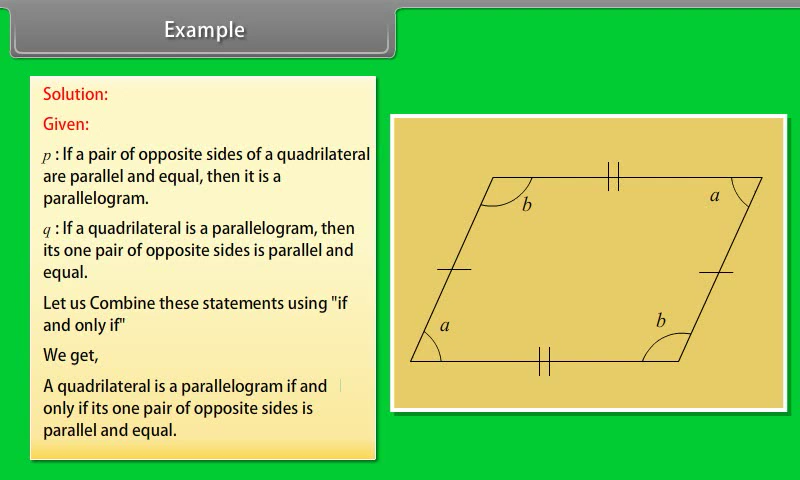 Example
Solution:
Given:
p : If a pair of opposite sides of a quadrilateral
are parallel and equal, then it is a
parallelogram.
q : If a quadrilateral is a parallelogram, then
its one pair of opposite sides is parallel and
equal.
Let us Combine these statements using "if
and only if"
We get,
A quadrilateral is a parallelogram if and
only if its one pair of opposite sides is
parallel and equal.
b
a
a
b